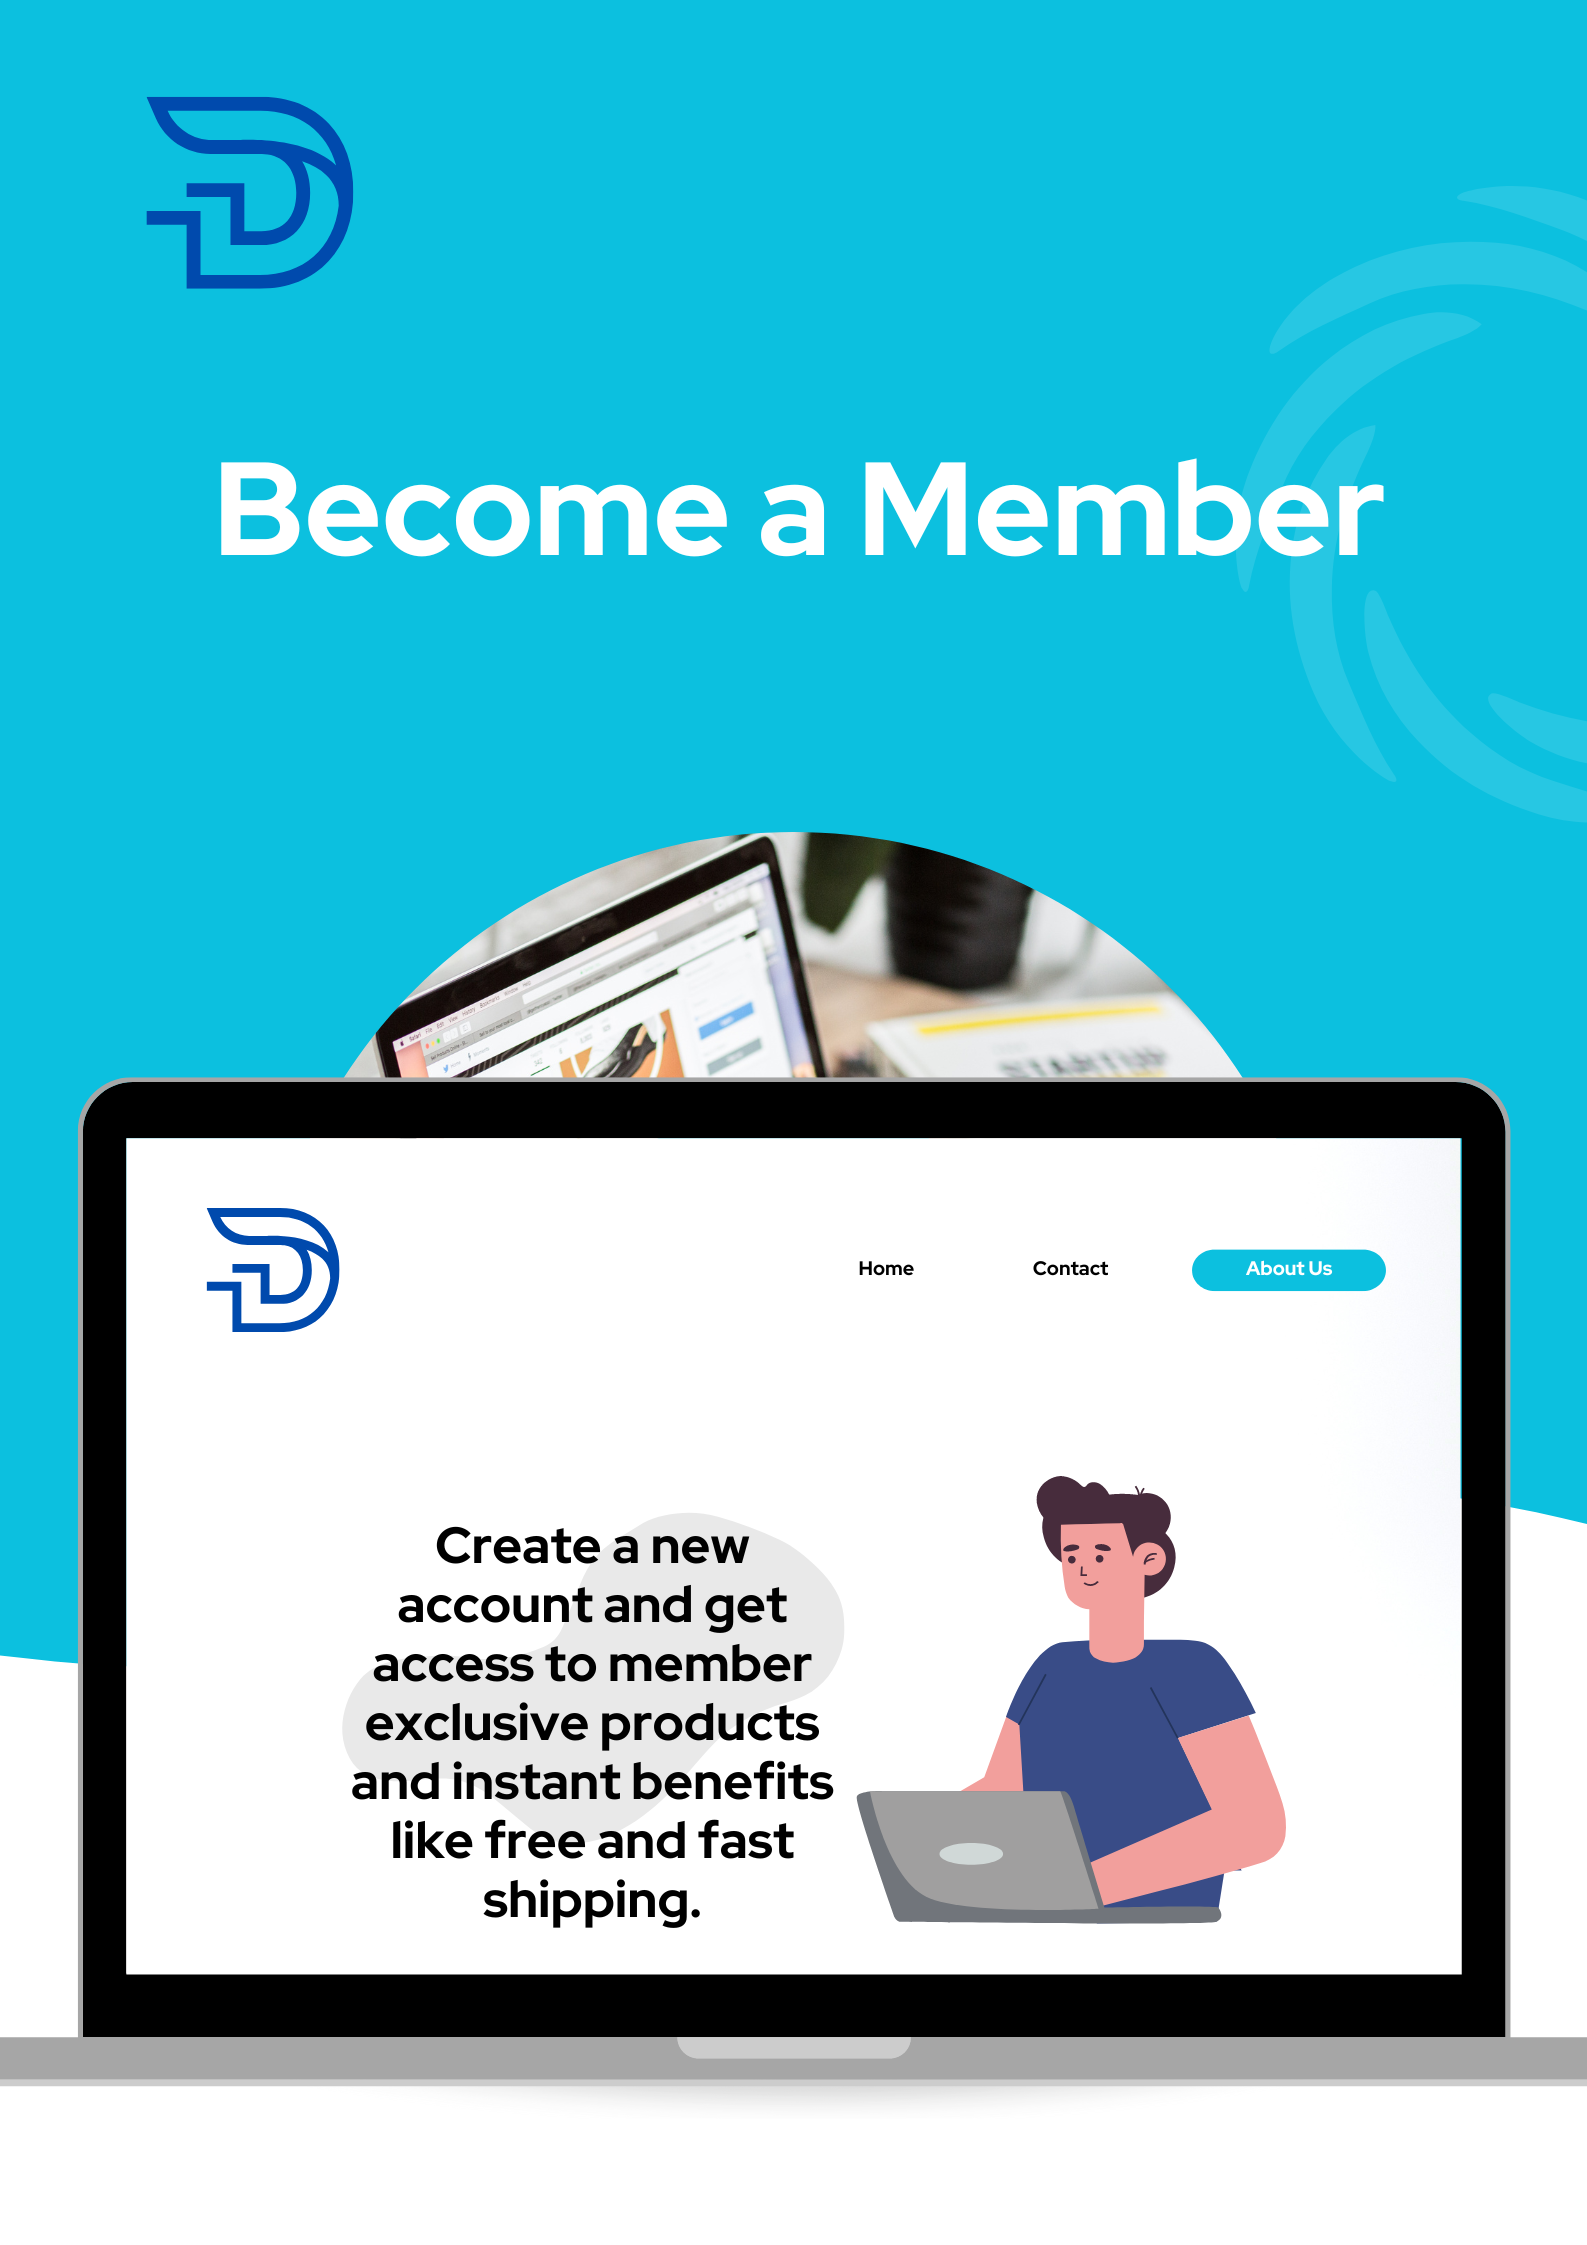 Become a Member
STARTUP
Home
Contact
About Us
Create a new
account and get
access to member
exclusive products
and instant benefits
like free and fast
shipping.